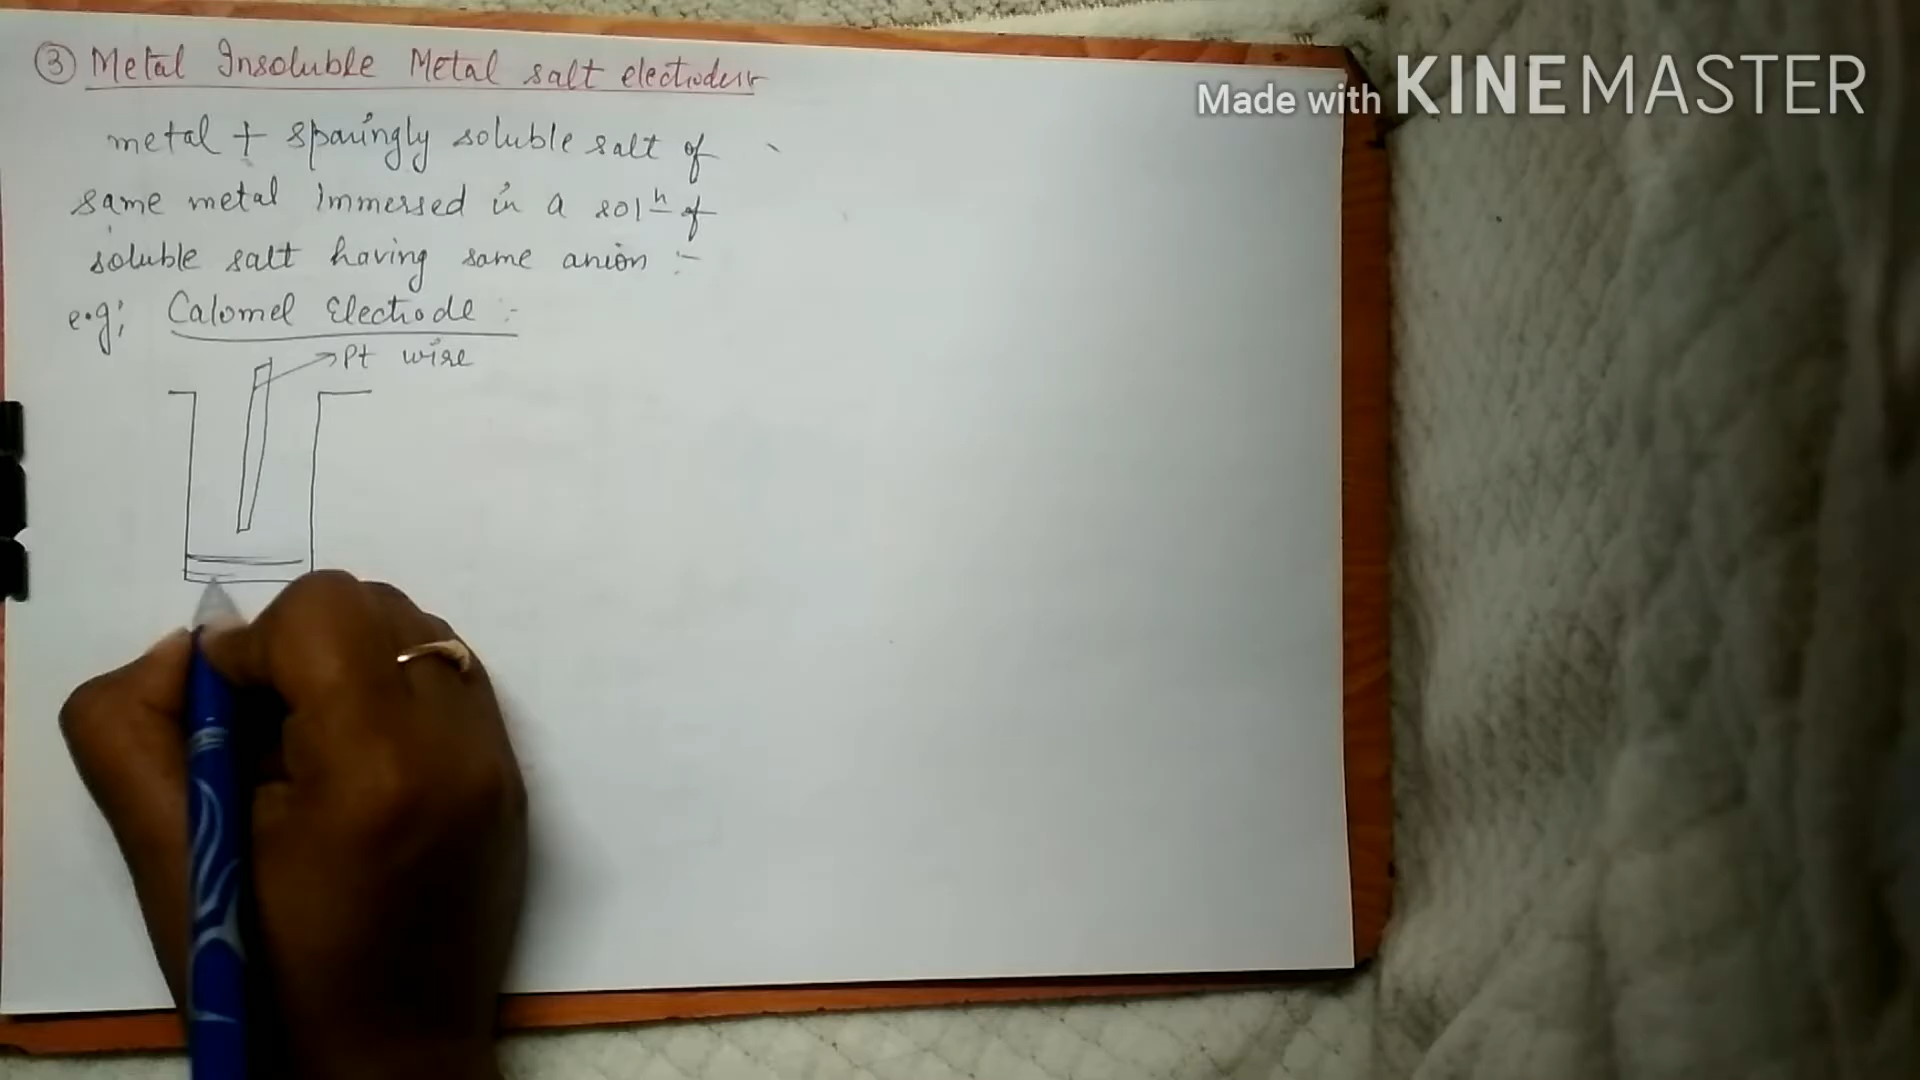 ③ Metal Insoluble Metal salt electrodes:-
metal + sparingly soluble salt of
same metal immersed in a solⁿ of
soluble salt having same anion :-
e.g; Calomel Electrode :-
Pt wire
Made with KINEMASTER